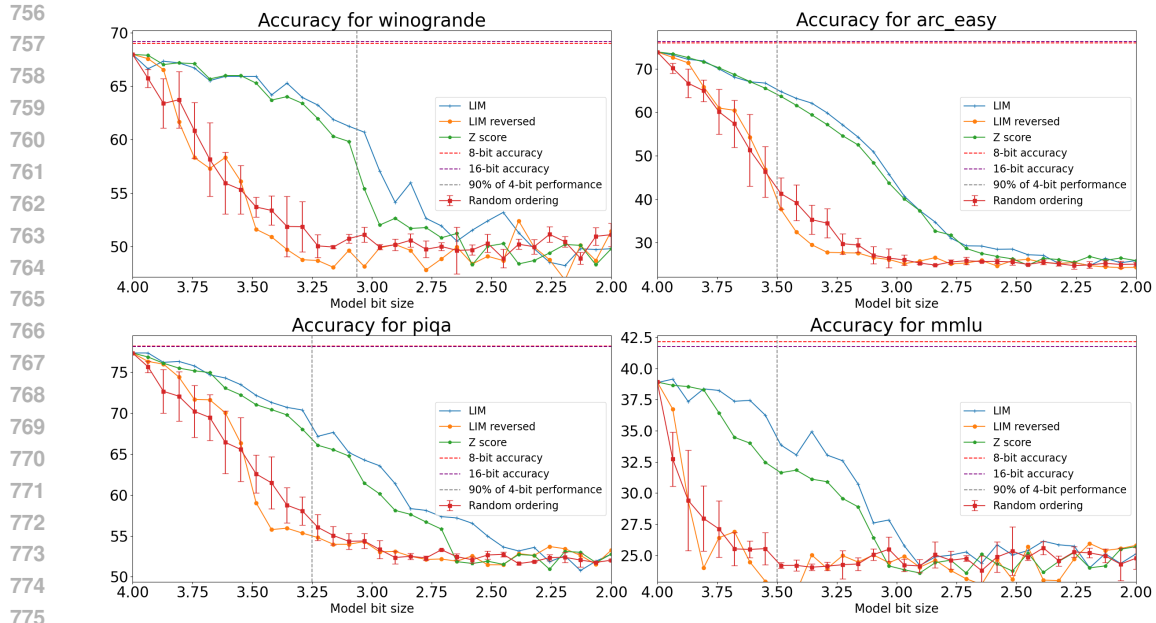 756
757
758
759
760
761
762
763
764
765
766
767
768
769
770
771
772
773
774
775
Accuracy for winogrande
70
65
60
55
50
4.00 3.75 3.50 3.25 3.00 2.75 2.50 2.25 2.00
Model bit size
LIM
LIM reversed
Z score
8-bit accuracy
16-bit accuracy
90% of 4-bit performance
Random ordering
Accuracy for arc_easy
70
60
50
40
30
4.00 3.75 3.50 3.25 3.00 2.75 2.50 2.25 2.00
Model bit size
LIM
LIM reversed
Z score
8-bit accuracy
16-bit accuracy
90% of 4-bit performance
Random ordering
Accuracy for piqa
75
70
65
60
55
50
4.00 3.75 3.50 3.25 3.00 2.75 2.50 2.25 2.00
Model bit size
LIM
LIM reversed
Z score
8-bit accuracy
16-bit accuracy
90% of 4-bit performance
Random ordering
Accuracy for mmlu
42.5
40.0
37.5
35.0
32.5
30.0
27.5
25.0
4.00 3.75 3.50 3.25 3.00 2.75 2.50 2.25 2.00
Model bit size
LIM
LIM reversed
Z score
8-bit accuracy
16-bit accuracy
90% of 4-bit performance
Random ordering